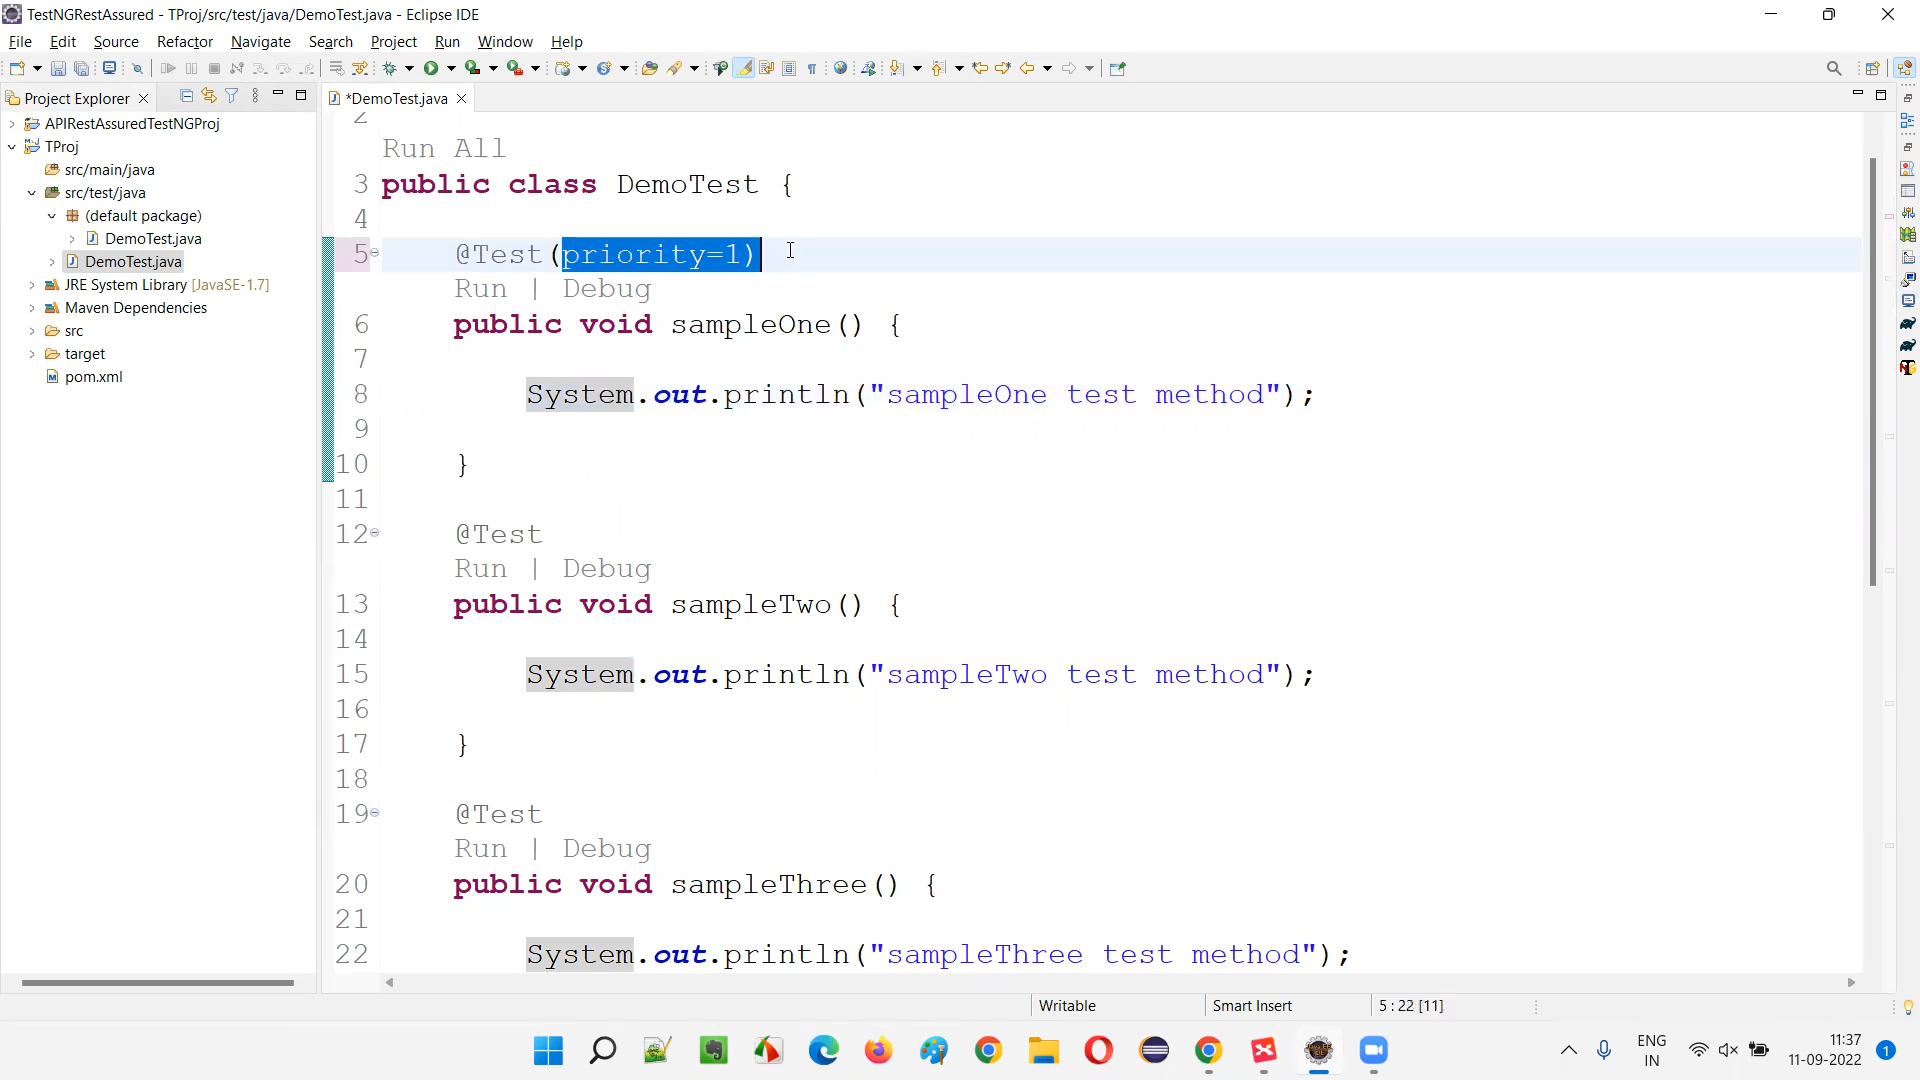 TestNGRestAssured - TProj/src/test/java/DemoTest.java - Eclipse IDE
File Edit Source Refactor Navigate Search Project Run Window Help
Project Explorer
*DemoTest.java
APIRestAssuredTestNGProj
TProj
src/main/java
src/test/java
(default package)
DemoTest.java
DemoTest.java
JRE System Library [JavaSE-1.7]
Maven Dependencies
src
target
pom.xml
2
Run All
3 public class DemoTest {
4
5 @Test(priority=1)
Run | Debug
6 public void sampleOne() {
7
8 System.out.println("sampleOne test method");
9
10 }
11
12 @Test
Run | Debug
13 public void sampleTwo() {
14
15 System.out.println("sampleTwo test method");
16
17 }
18
19 @Test
Run | Debug
20 public void sampleThree() {
21
22 System.out.println("sampleThree test method");
Writable Smart Insert 5 : 22 [11]
ENG
IN
11:37
11-09-2022
1